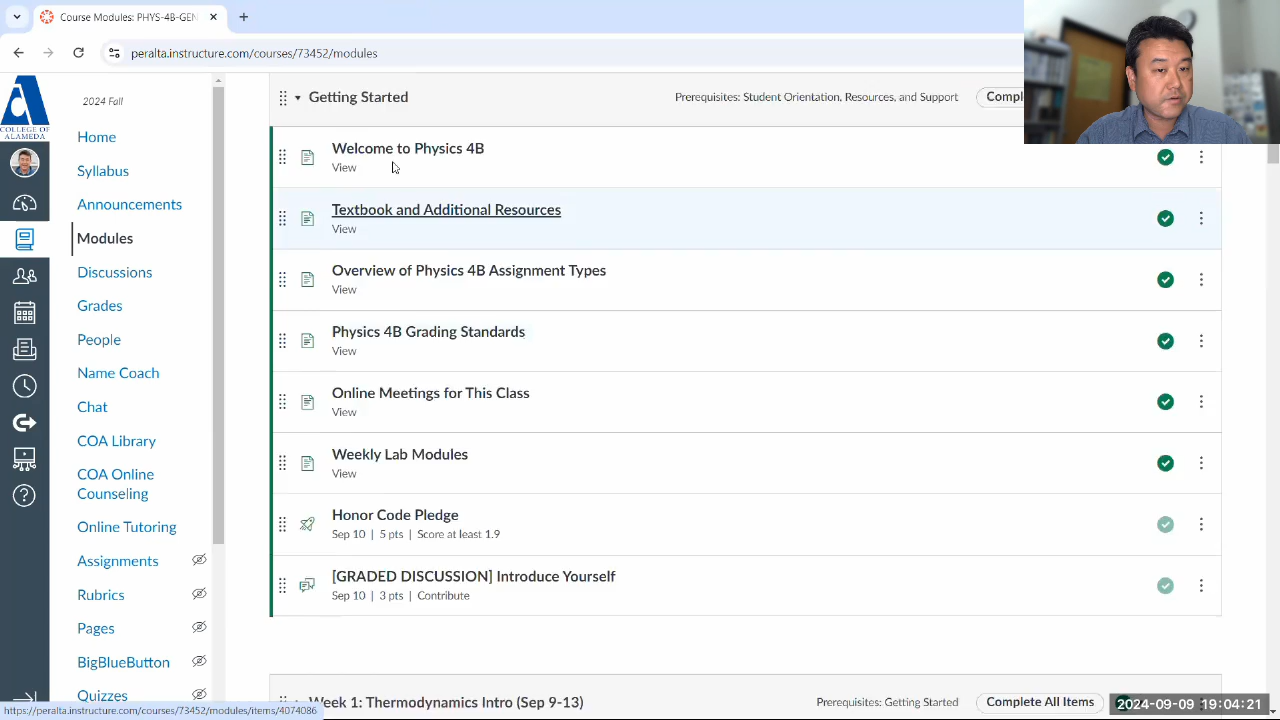 Course Modules: PHYS-4B-GEN
peralta.instructure.com/courses/73452/modules
COLLEGE OF
ALAMEDA
2024 Fall
Home
Syllabus
Announcements
Modules
Discussions
Grades
People
Name Coach
Chat
COA Library
COA Online
Counseling
Online Tutoring
Assignments
Rubrics
Pages
BigBlueButton
Quizzes
Getting Started
Prerequisites: Student Orientation, Resources, and Support
Compl
Welcome to Physics 4B
View
Textbook and Additional Resources
View
Overview of Physics 4B Assignment Types
View
Physics 4B Grading Standards
View
Online Meetings for This Class
View
Weekly Lab Modules
View
Honor Code Pledge
Sep 10 | 5 pts | Score at least 1.9
[GRADED DISCUSSION] Introduce Yourself
Sep 10 | 3 pts | Contribute
Week 1: Thermodynamics Intro (Sep 9-13)
Prerequisites: Getting Started
Complete All Items
https://peralta.instructure.com/courses/73452/modules/items/4074086
2024-09-09 19:04:21